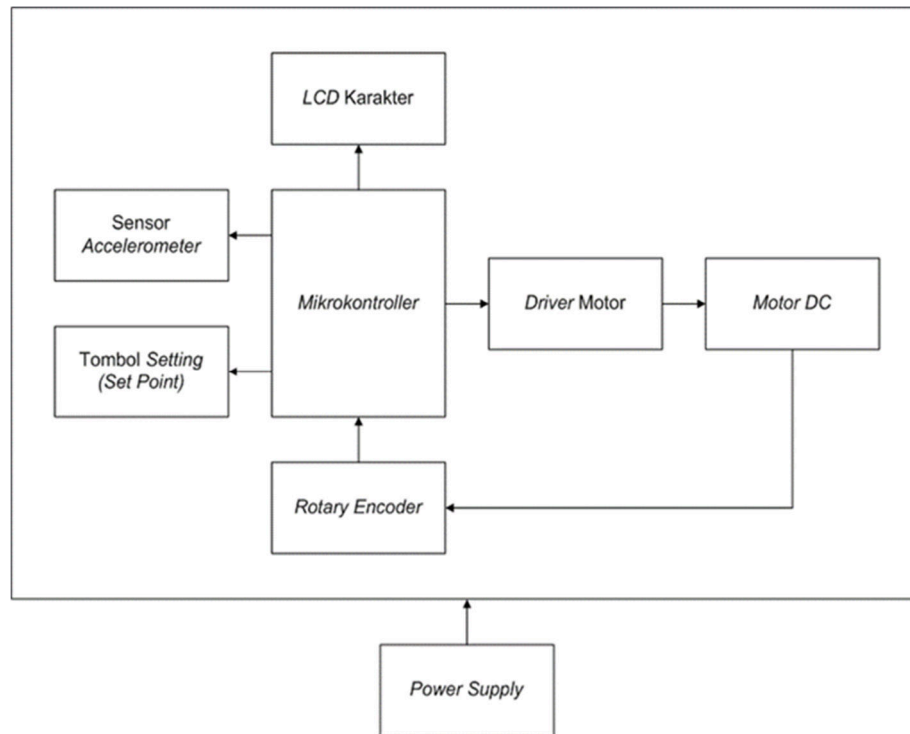 LCD Karakter
Sensor
Accelerometer
Mikrokontroller
Driver Motor
Motor DC
Tombol Setting
(Set Point)
Rotary Encoder
Power Supply